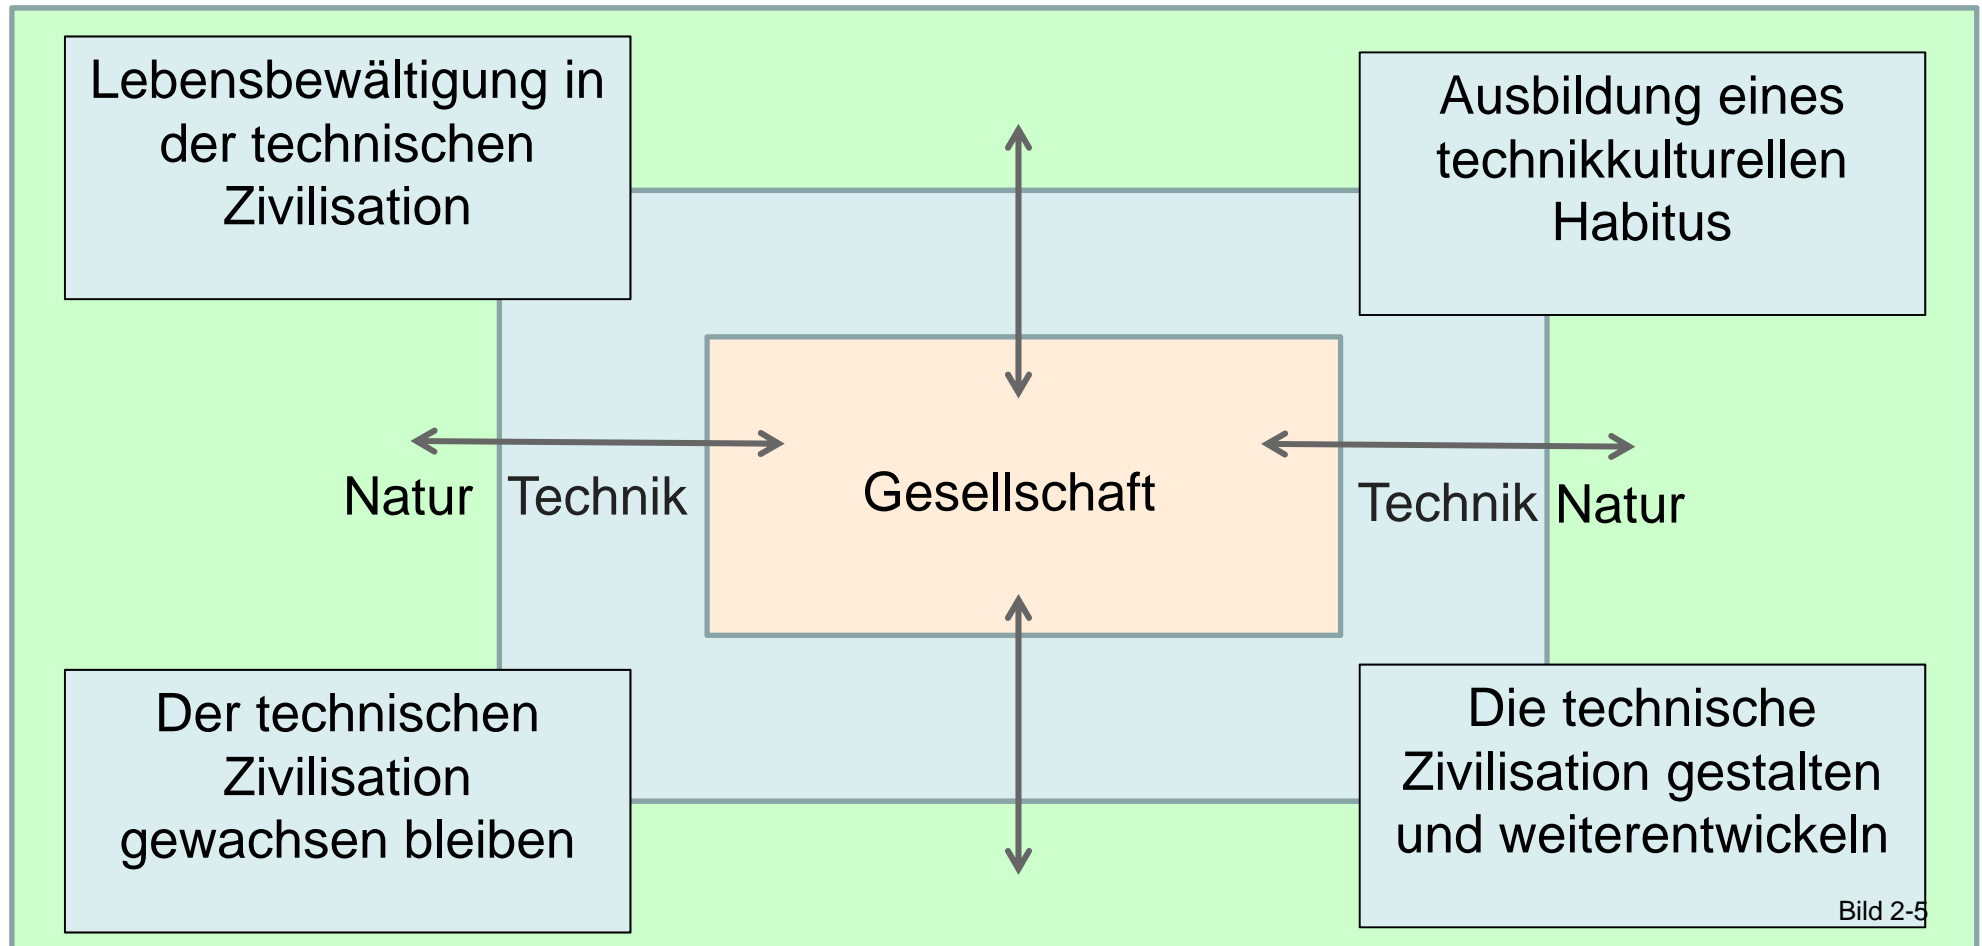 Lebensbewältigung in
der technischen
Zivilisation
Ausbildung eines
technikkulturellen
Habitus
Natur
Technik
Gesellschaft
Technik
Natur
Der technischen
Zivilisation
gewachsen bleiben
Die technische
Zivilisation gestalten
und weiterentwickeln
Bild 2-5